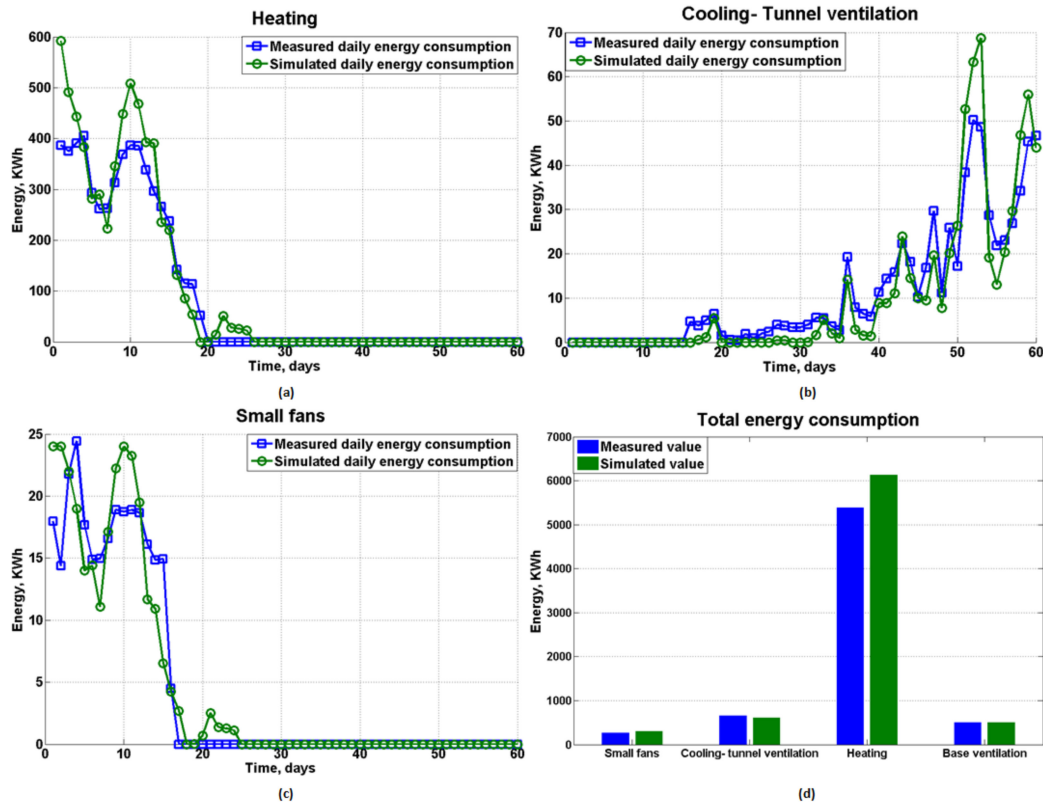 Heating
Measured daily energy consumption
Simulated daily energy consumption
Energy, KWh
600
500
400
300
200
100
0
0 10 20 30 40 50 60
Time, days
(a)
Cooling- Tunnel ventilation
Measured daily energy consumption
Simulated daily energy consumption
Energy, KWh
70
60
50
40
30
20
10
0
0 10 20 30 40 50 60
Time, days
(b)
Small fans
Measured daily energy consumption
Simulated daily energy consumption
Energy, KWh
25
20
15
10
5
0
0 10 20 30 40 50 60
Time, days
(c)
Total energy consumption
Measured value
Simulated value
Energy, KWh
7000
6000
5000
4000
3000
2000
1000
0
Small fans Cooling- tunnel ventilation Heating Base ventilation
(d)